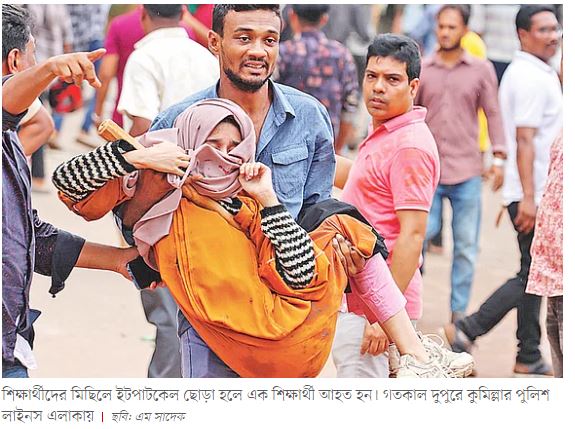 শিক্ষার্থীদের মিছিলে ইটপাটকেল ছোড়া হলে এক শিক্ষার্থী আহত হন। গতকাল দুপুরে কুমিল্লার পুলিশ
লাইনস এলাকায় । ছবি: এম সাদেক